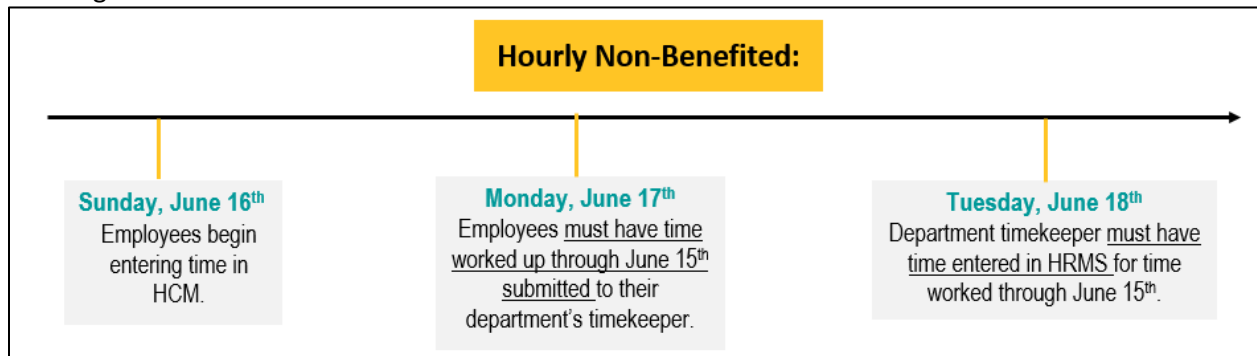 Hourly Non-Benefited:
Sunday, June 16th
Employees begin
entering time in
HCM.
Monday, June 17th
Employees must have time
worked up through June 15th
submitted to their
department's timekeeper.
Tuesday, June 18th
Department timekeeper must have
time entered in HRMS for time
worked through June 15th.